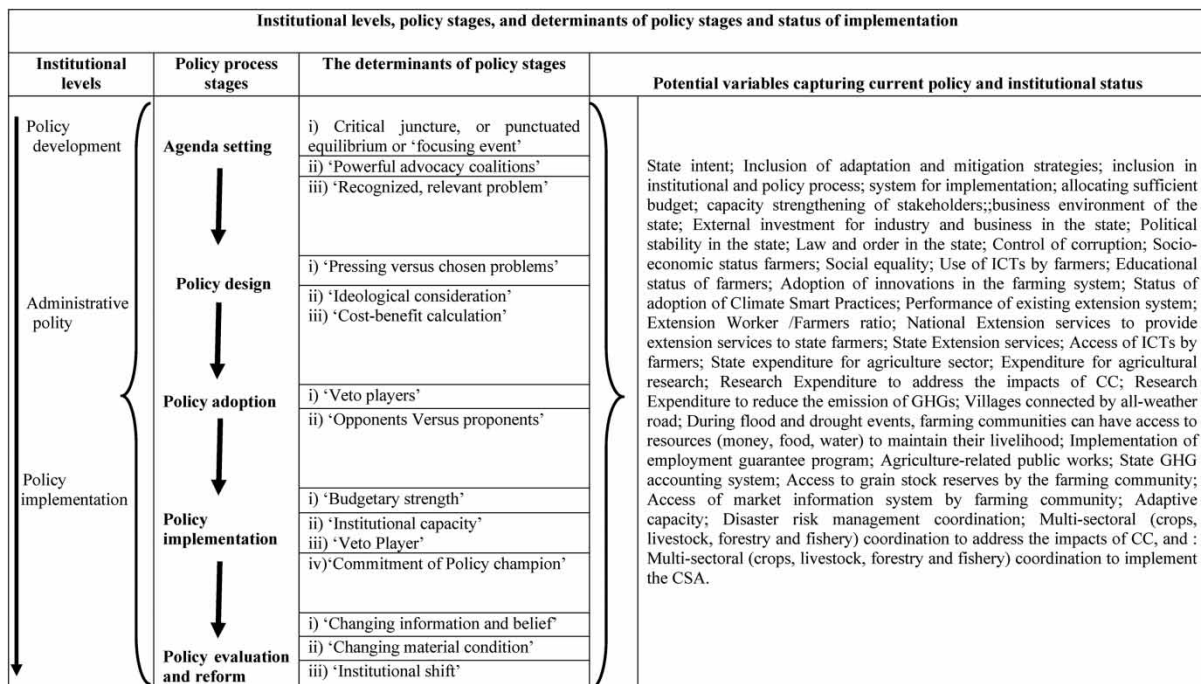 Institutional levels, policy stages, and determinants of policy stages and status of implementation
Institutional
levels
Policy process
stages
The determinants of policy stages
Potential variables capturing current policy and institutional status
Policy
development
Administrative
polity
Policy
implementation
Agenda setting
Policy design
Policy adoption
Policy
implementation
Policy evaluation
and reform
i) Critical juncture, or punctuated
equilibrium or ‘focusing event’
ii) ‘Powerful advocacy coalitions’
iii) ‘Recognized, relevant problem’
i) ‘Pressing versus chosen problems’
ii) ‘Ideological consideration’
iii) ‘Cost-benefit calculation’
i) ‘Veto players’
ii) ‘Opponents Versus proponents’
i) ‘Budgetary strength’
ii) ‘Institutional capacity’
iii) ‘Veto Player’
iv)‘Commitment of Policy champion’
i) ‘Changing information and belief’
ii) ‘Changing material condition’
iii) ‘Institutional shift’
State intent; Inclusion of adaptation and mitigation strategies; inclusion in
institutional and policy process; system for implementation; allocating sufficient
budget; capacity strengthening of stakeholders;;business environment of the
state; External investment for industry and business in the state; Political
stability in the state; Law and order in the state; Control of corruption; Socio-
economic status farmers; Social equality; Use of ICTs by farmers; Educational
status of farmers; Adoption of innovations in the farming system; Status of
adoption of Climate Smart Practices; Performance of existing extension system;
Extension Worker /Farmers ratio; National Extension services to provide
extension services to state farmers; State Extension services; Access of ICTs by
farmers; State expenditure for agriculture sector; Expenditure for agricultural
research; Research Expenditure to address the impacts of CC; Research
Expenditure to reduce the emission of GHGs; Villages connected by all-weather
road; During flood and drought events, farming communities can have access to
resources (money, food, water) to maintain their livelihood; Implementation of
employment guarantee program; Agriculture-related public works; State GHG
accounting system; Access to grain stock reserves by the farming community;
Access of market information system by farming community; Adaptive
capacity; Disaster risk management coordination; Multi-sectoral (crops,
livestock, forestry and fishery) coordination to address the impacts of CC, and :
Multi-sectoral (crops, livestock, forestry and fishery) coordination to implement
the CSA.